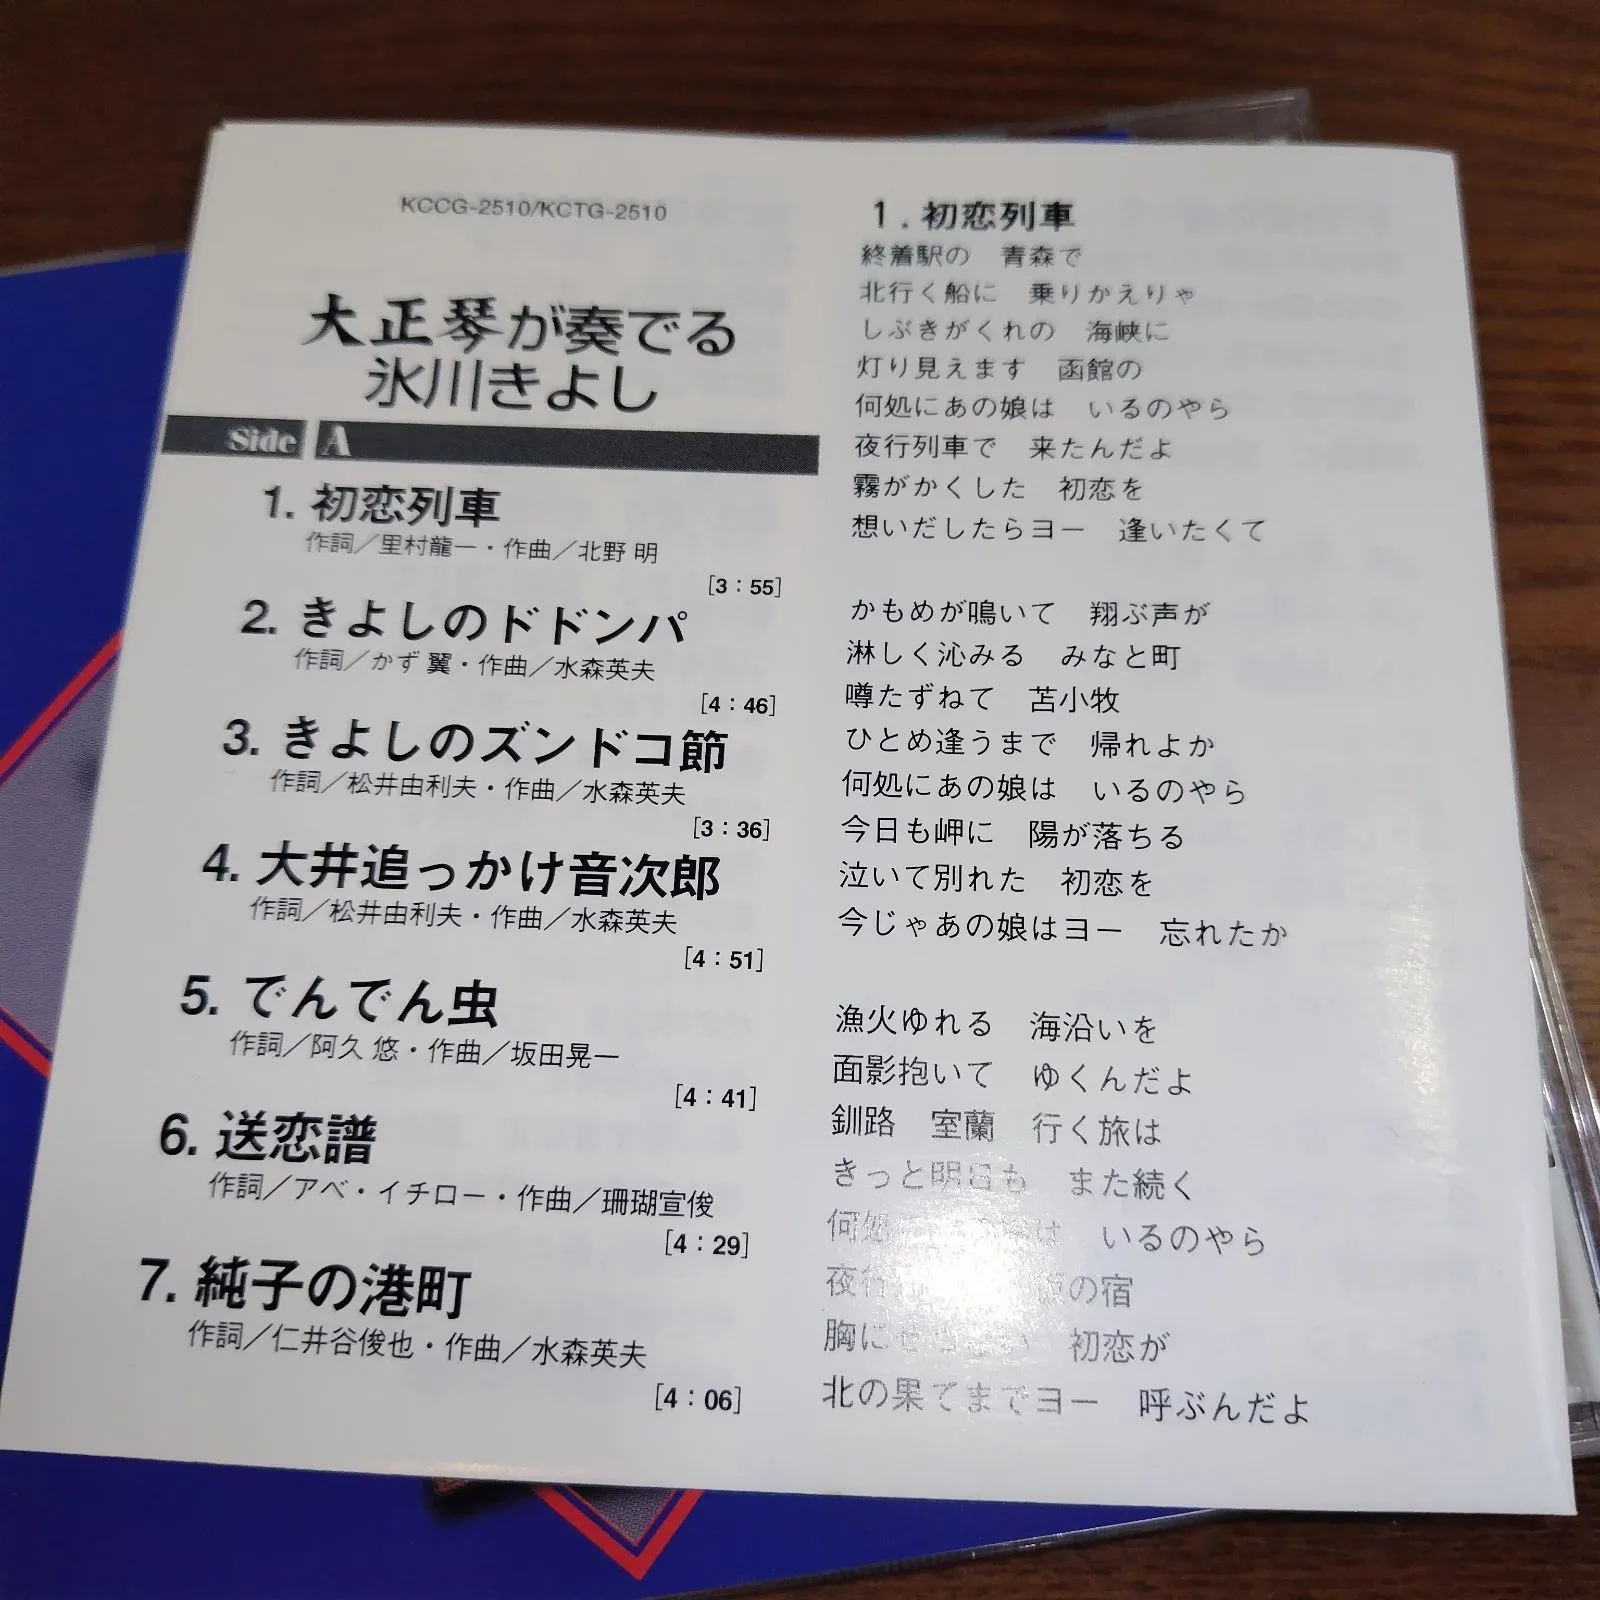 KCCG-2510/KCTG-2510
大正琴が奏でる
氷川きよし
Side A
1. 初恋列車
作詞／里村龍一・作曲／北野 明
[3：55]
2. きよしのドドンパ
作詞／かず 翼・作曲／水森英夫
[4：46]
3. きよしのズンドコ節
作詞／松井由利夫・作曲／水森英夫
[3：36]
4. 大井追っかけ音次郎
作詞／松井由利夫・作曲／水森英夫
[4：51]
5. でんでん虫
作詞／阿久 悠・作曲／坂田晃一
[4：41]
6. 送恋譜
作詞／アベ・イチロー・作曲／珊瑚宣俊
[4：29]
7. 純子の港町
作詞／仁井谷俊也・作曲／水森英夫
[4：06]
1. 初恋列車
終着駅の　青森で
北行く船に　乗りかえりゃ
しぶきがくれの　海峡に
灯り見えます　函館の
何処にあの娘は　いるのやら
夜行列車で　来たんだよ
霧がかくした　初恋を
想いだしたらヨー　逢いたくて
かもめが鳴いて　翔ぶ声が
淋しく沁みる　みなと町
噂たずねて　苫小牧
ひとめ逢うまで　帰れよか
何処にあの娘は　いるのやら
今日も岬に　陽が落ちる
泣いて別れた　初恋を
今じゃあの娘はヨー　忘れたか
漁火ゆれる　海沿いを
面影抱いて　ゆくんだよ
釧路　室蘭　行く旅は
きっと明日も　また続く
何処　は　いるのやら
夜行　の宿
胸に　初恋が
北の果てまでヨー　呼ぶんだよ